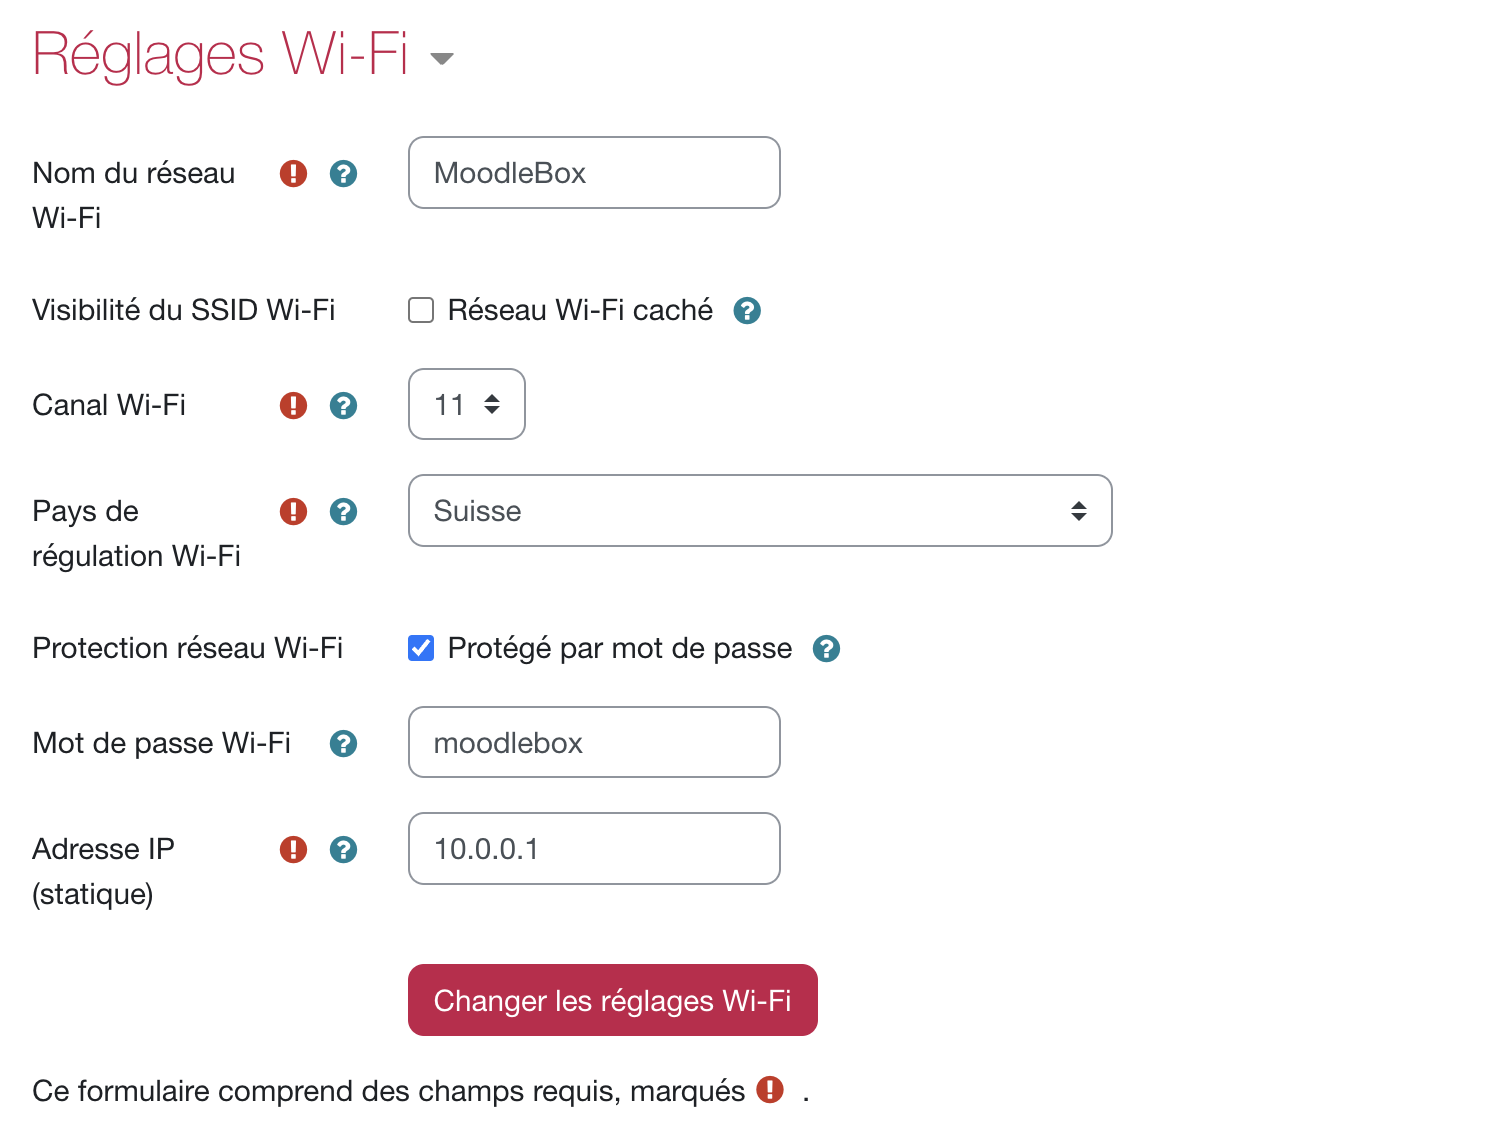 Réglages Wi-Fi
Nom du réseau
Wi-Fi
MoodleBox
Visibilité du SSID Wi-Fi
Réseau Wi-Fi caché
Canal Wi-Fi
11
Pays de
régulation Wi-Fi
Suisse
Protection réseau Wi-Fi
Protégé par mot de passe
Mot de passe Wi-Fi
moodlebox
Adresse IP
(statique)
10.0.0.1
Changer les réglages Wi-Fi
Ce formulaire comprend des champs requis, marqués .